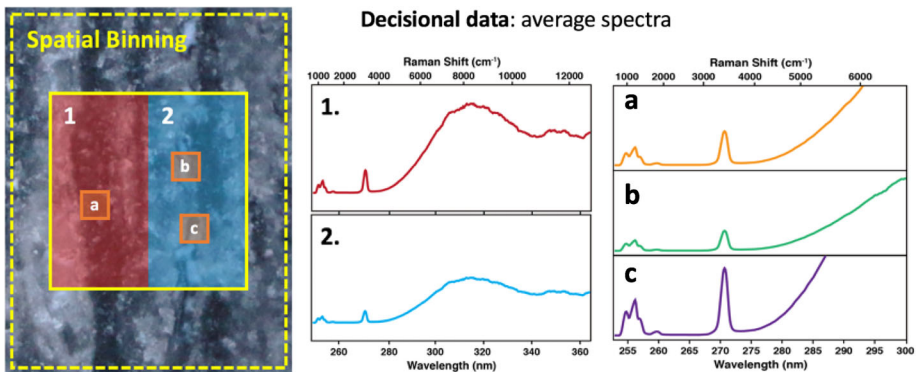 Decisional data: average spectra
Spatial Binning
1
2
a
b
c
Raman Shift (cm-1)
1000 2000 4000 6000 8000 10000 12000
1.
2.
260 280 300 320 340 360
Wavelength (nm)
Raman Shift (cm-1)
1000 2000 3000 4000 5000 6000
a
b
c
255 260 265 270 275 280 285 290 295 300
Wavelength (nm)